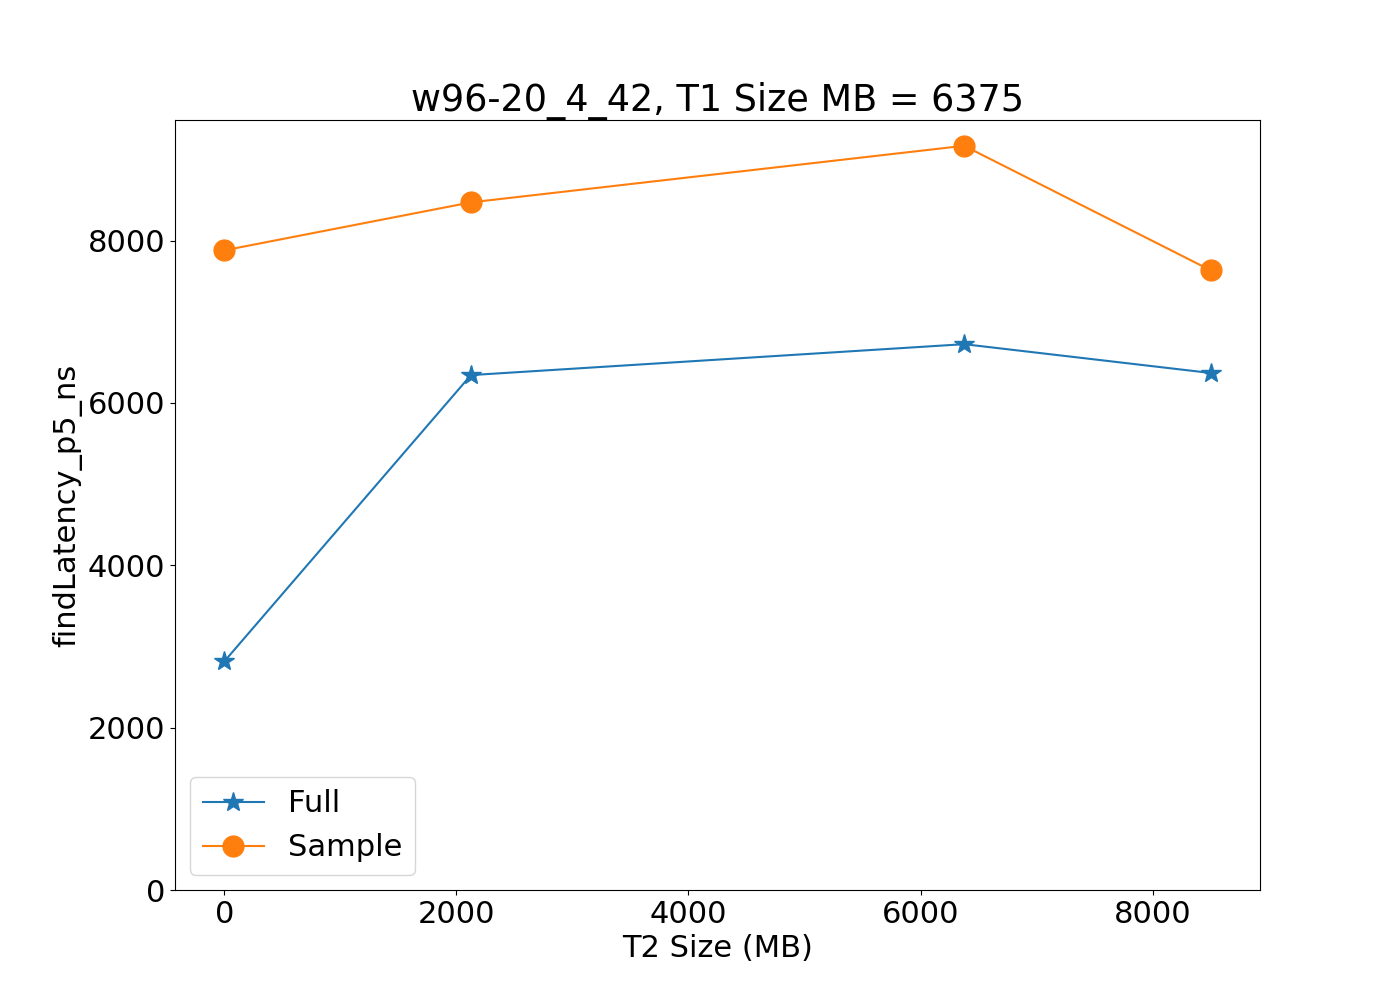 w96-20_4_42, T1 Size MB = 6375
findLatency_p5_ns
8000
6000
4000
2000
0
Full
Sample
0 2000 4000 6000 8000
T2 Size (MB)